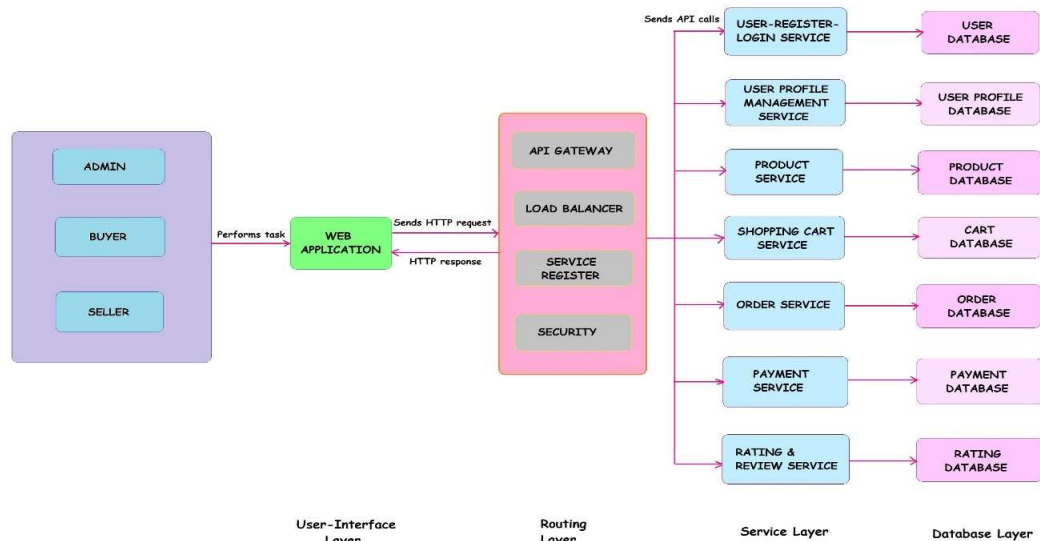 ADMIN
BUYER
SELLER
Performs task
WEB
APPLICATION
Sends HTTP request
HTTP response
API GATEWAY
LOAD BALANCER
SERVICE
REGISTER
SECURITY
Sends API calls
USER-REGISTER-
LOGIN SERVICE
USER
DATABASE
USER PROFILE
MANAGEMENT
SERVICE
USER PROFILE
DATABASE
PRODUCT
SERVICE
PRODUCT
DATABASE
SHOPPING CART
SERVICE
CART
DATABASE
ORDER SERVICE
ORDER
DATABASE
PAYMENT
SERVICE
PAYMENT
DATABASE
RATING &
REVIEW SERVICE
RATING
DATABASE
User-Interface
Layer
Routing
Layer
Service Layer
Database Layer